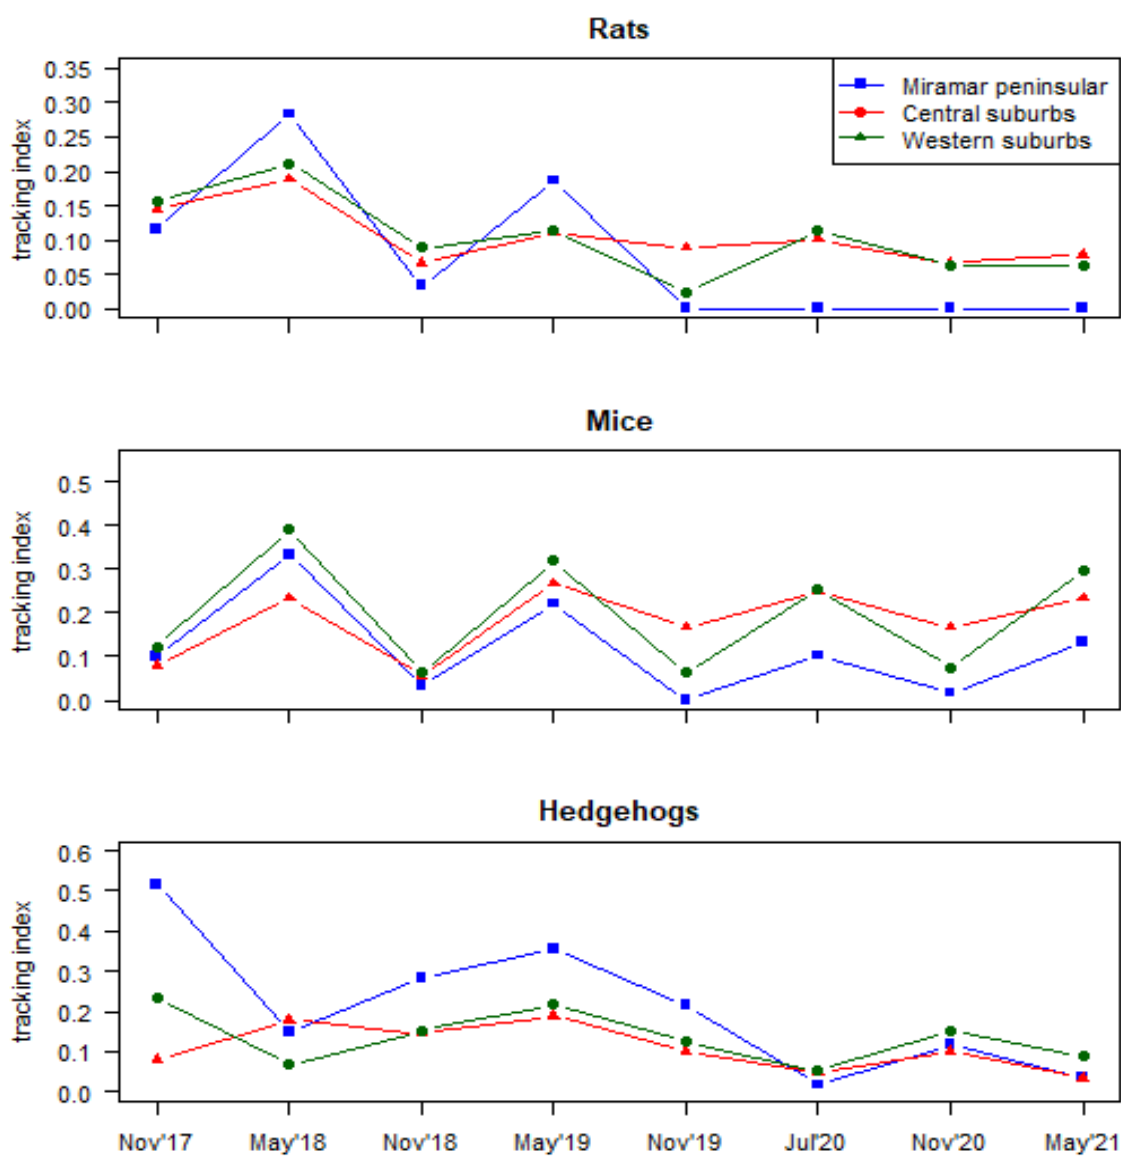 Rats
tracking index
0.35
0.30
0.25
0.20
0.15
0.10
0.05
0.00
Miramar peninsular
Central suburbs
Western suburbs
Mice
tracking index
0.5
0.4
0.3
0.2
0.1
0.0
Hedgehogs
tracking index
0.6
0.5
0.4
0.3
0.2
0.1
0.0
Nov'17 May'18 Nov'18 May'19 Nov'19 Jul'20 Nov'20 May'21